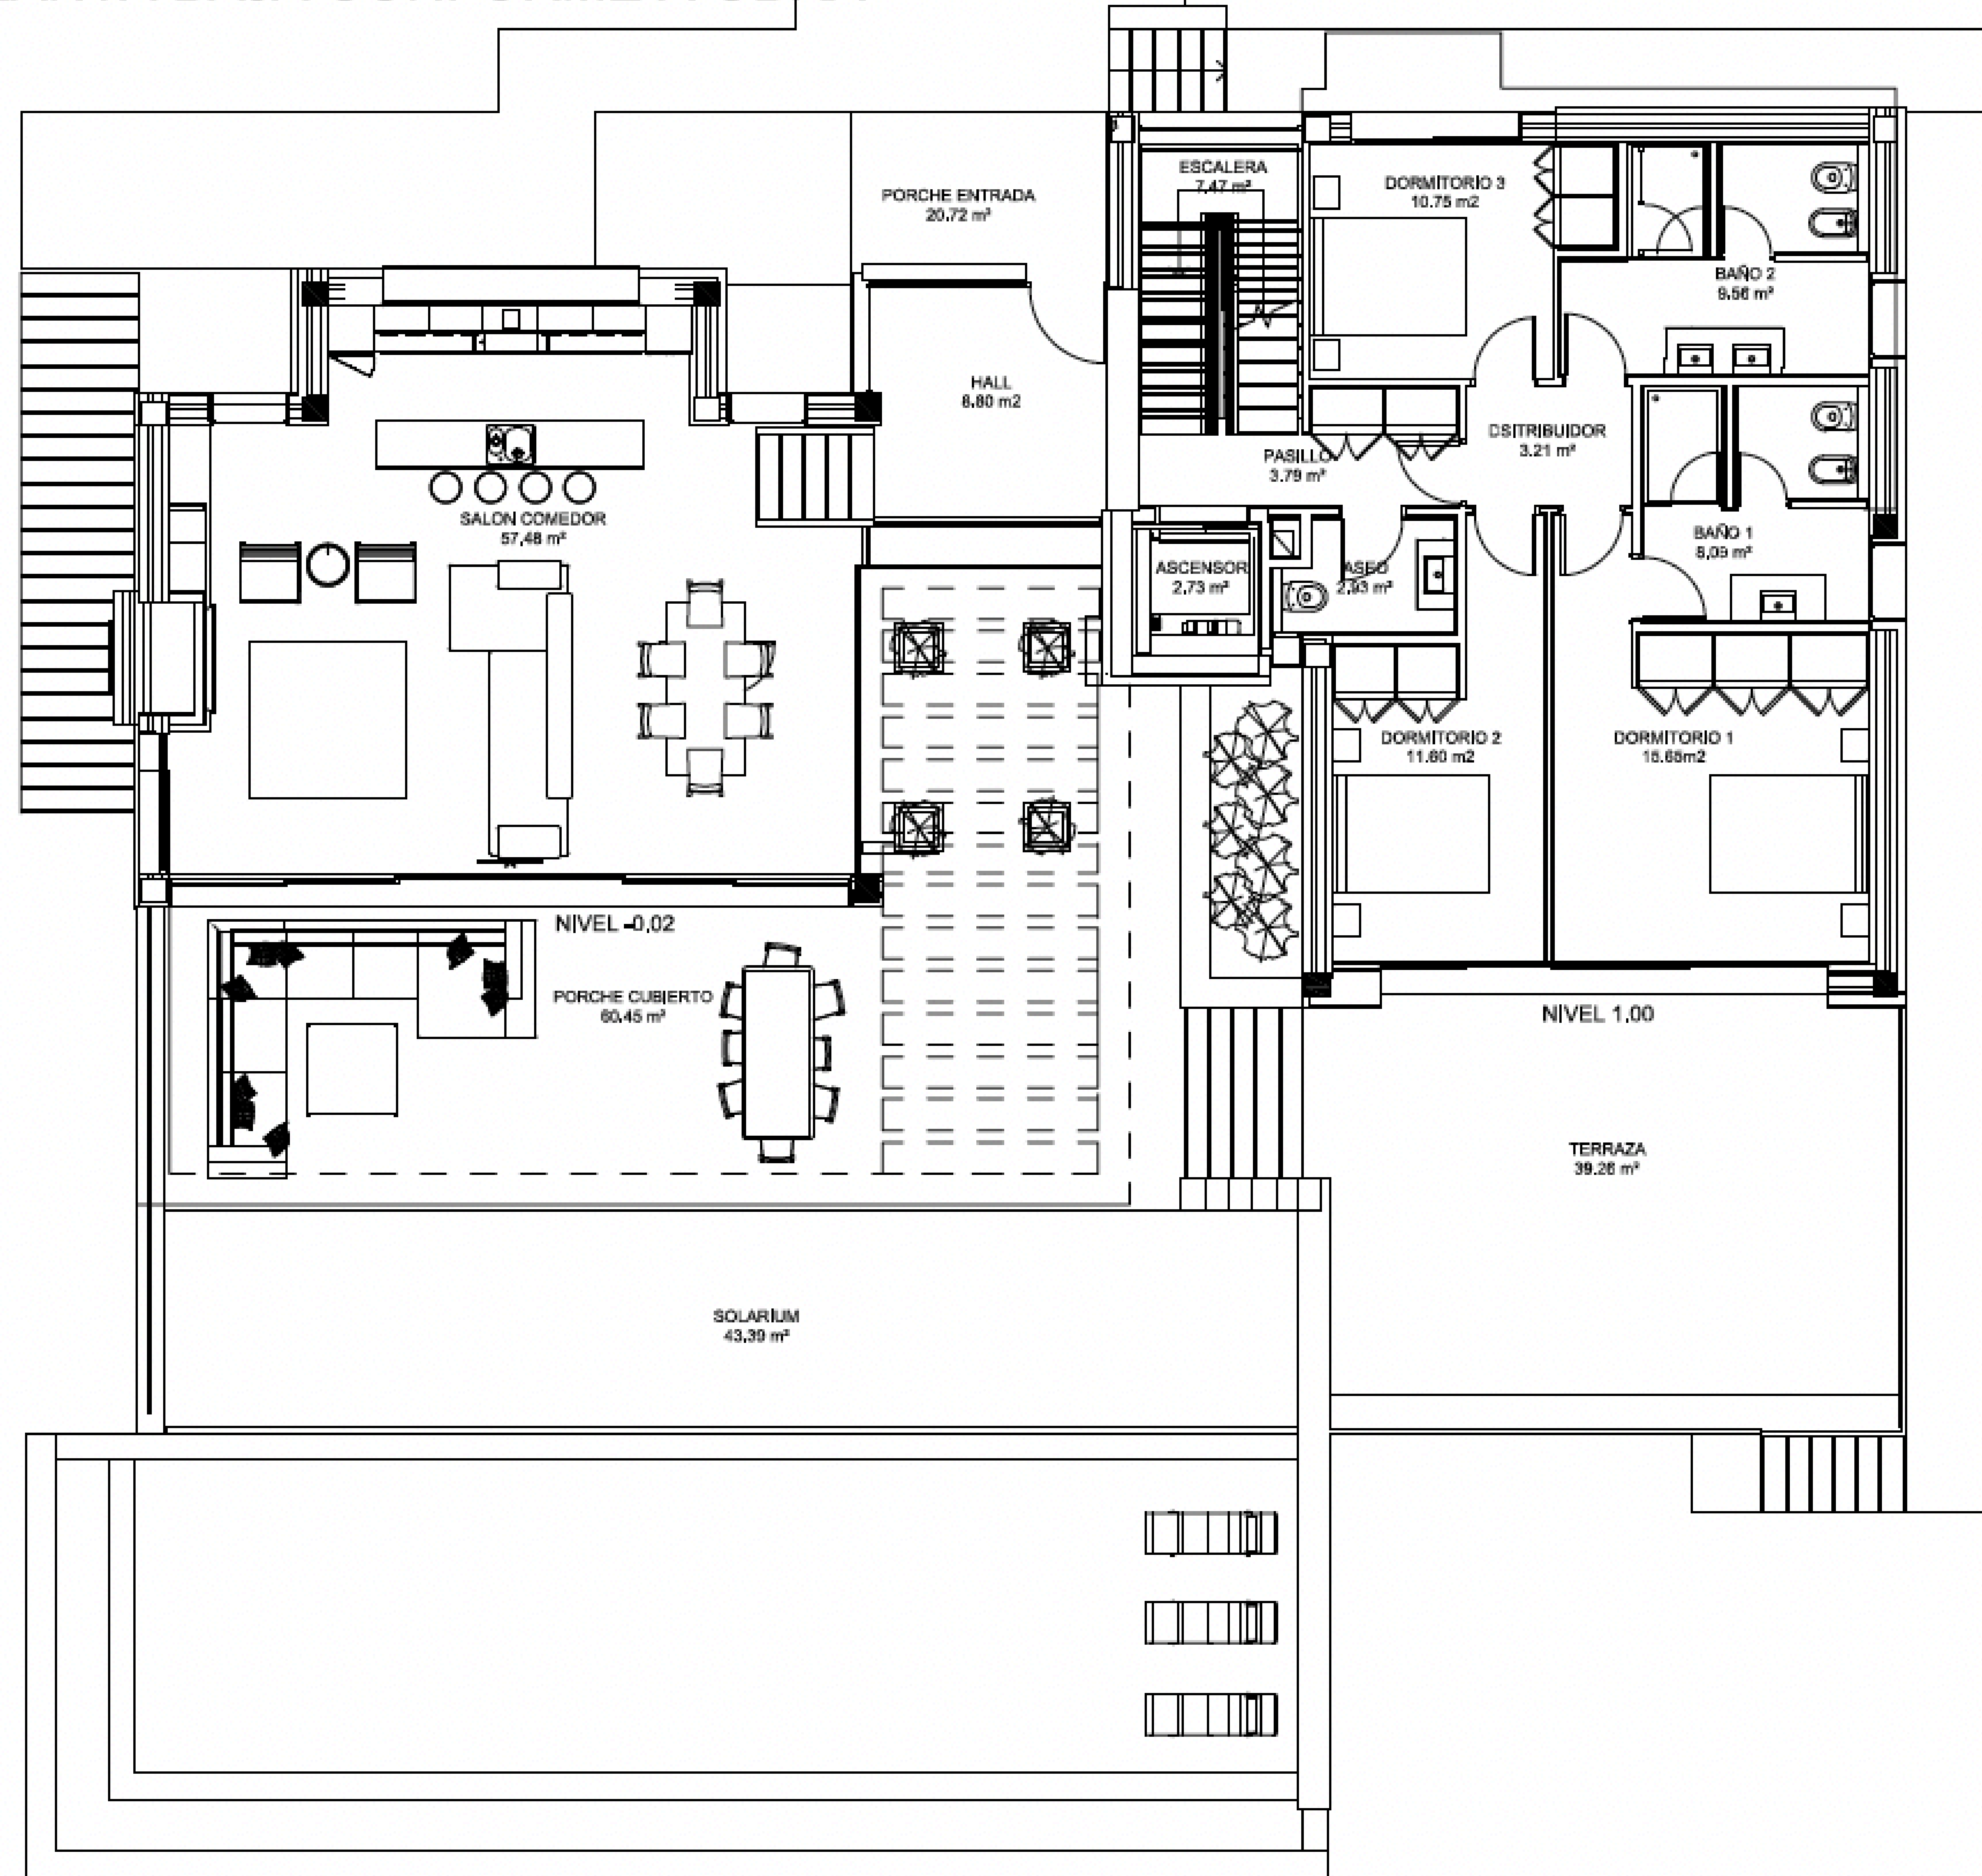 ESCALERA
7.47 m²
DORMITORIO 3
10.75 m2
PORCHE ENTRADA
20.72 m²
BAÑO 2
9.56 m²
HALL
8.80 m2
DSITRIBUIDOR
3.21 m²
PASILLO
3.79 m²
SALON COMEDOR
57,48 m²
BAÑO 1
8,09 m²
ASCENSOR
2,73 m²
ASEO
2,93 m²
DORMITORIO 2
11.60 m2
DORMITORIO 1
15.65m2
NIVEL -0,02
PORCHE CUBIERTO
60,45 m²
NIVEL 1.00
TERRAZA
39.26 m²
SOLARIUM
43,39 m²